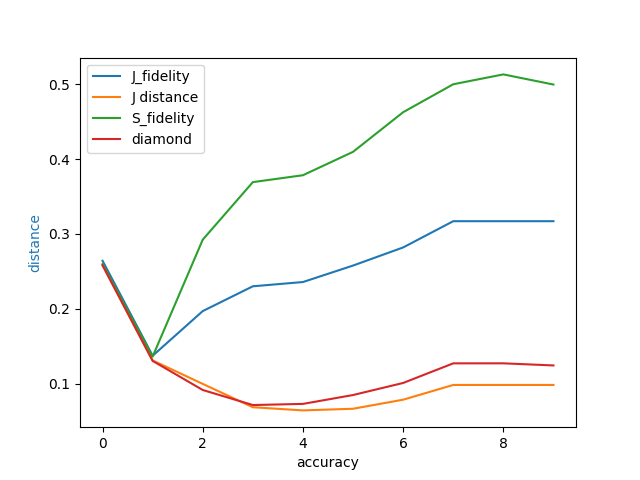 J_fidelity
J distance
S_fidelity
diamond
0.5
0.4
0.3
0.2
0.1
distance
0 2 4 6 8
accuracy